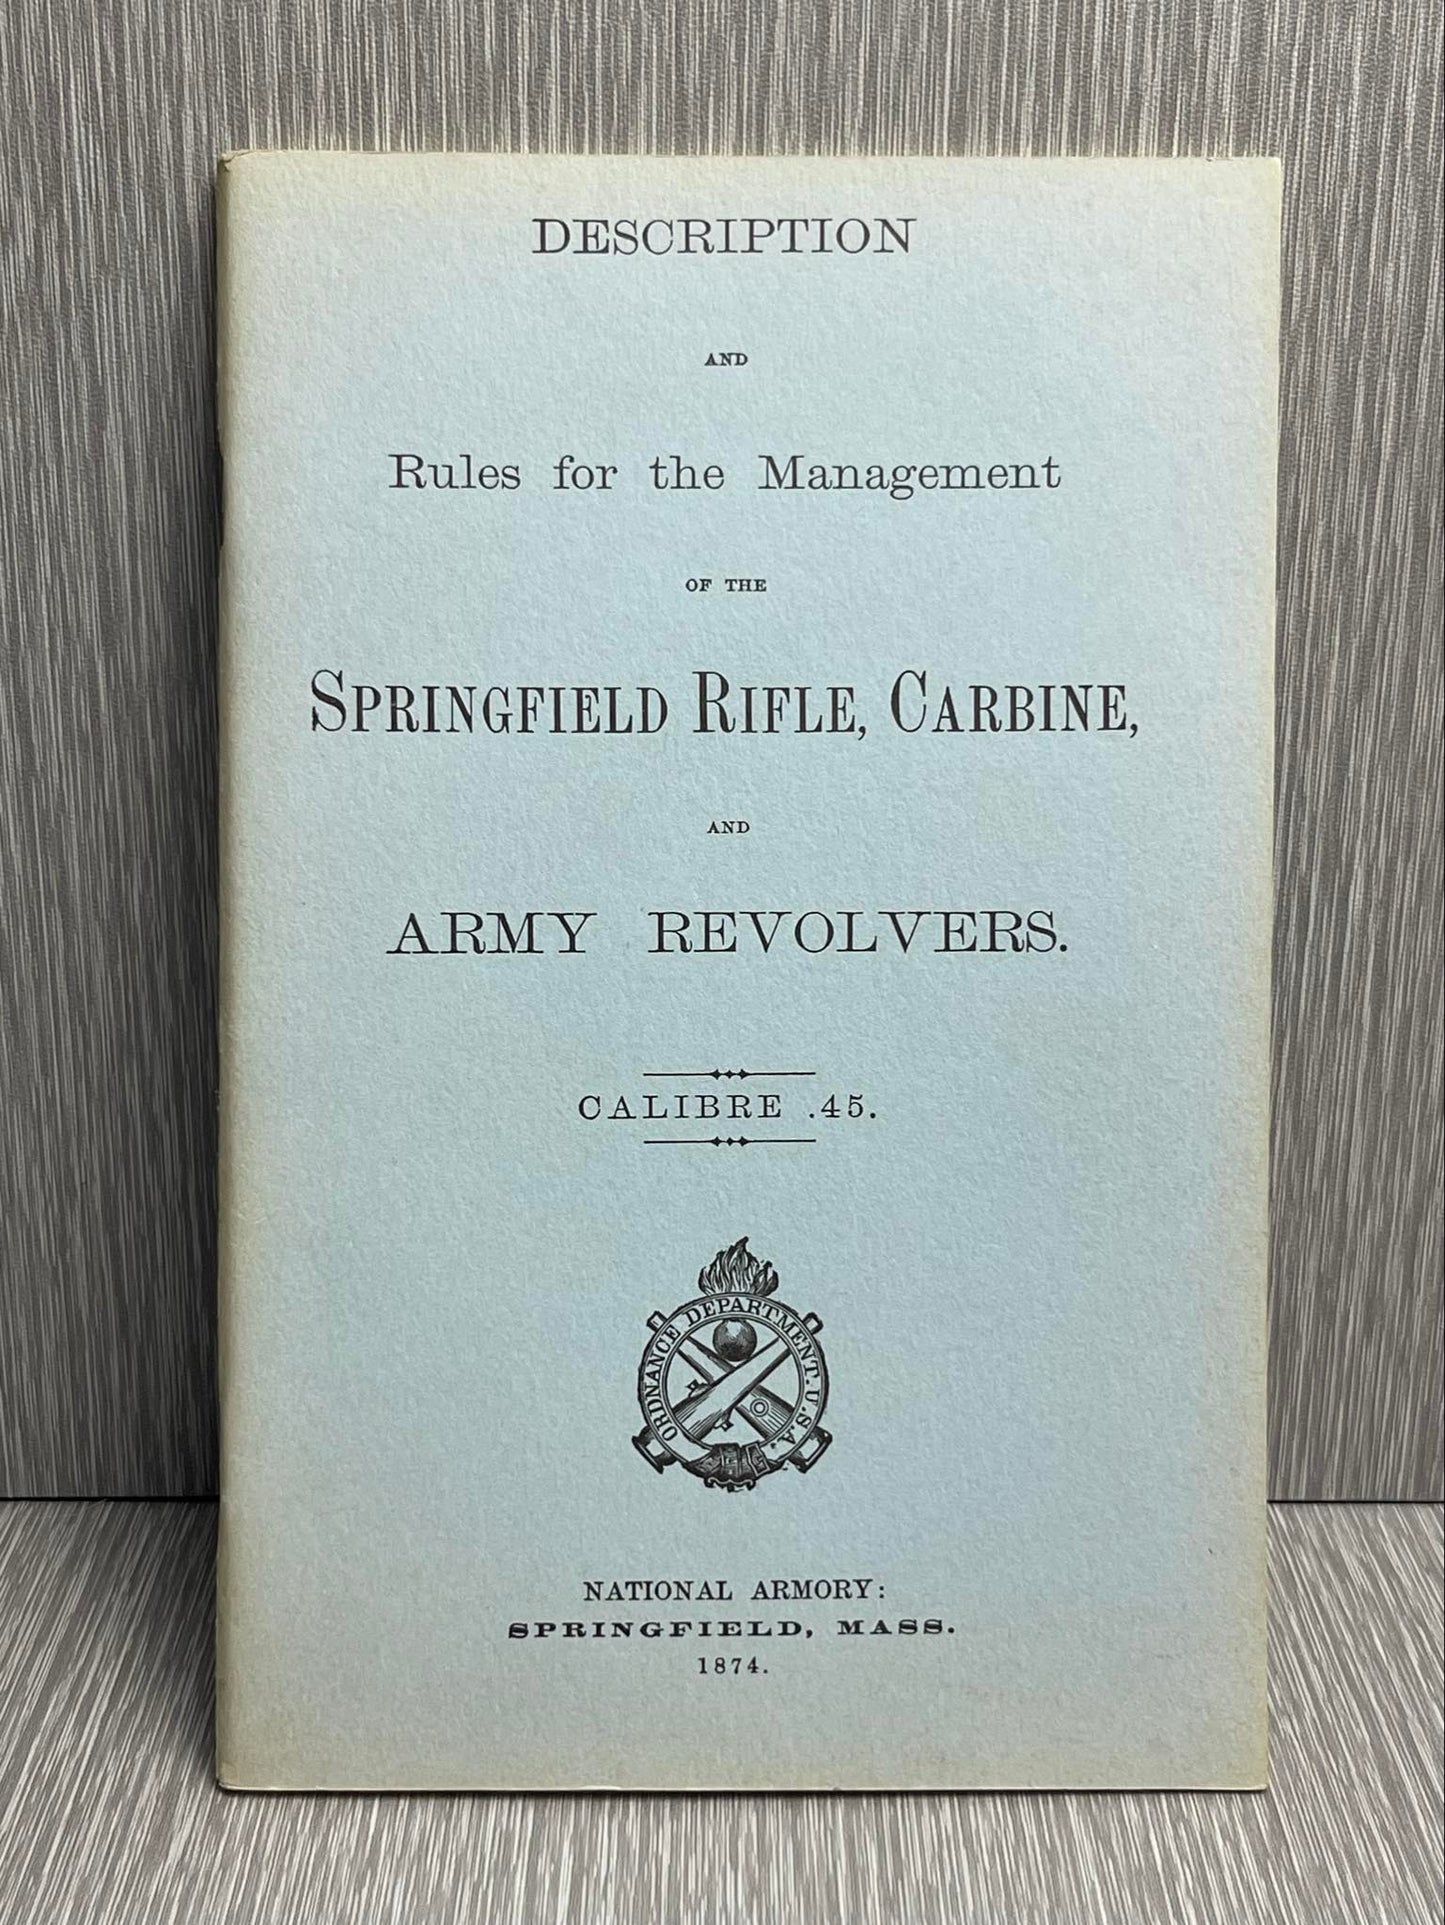 DESCRIPTION
AND
Rules for the Management
OF THE
SPRINGFIELD RIFLE, CARBINE,
AND
ARMY REVOLVERS.
CALIBRE .45.
ORDNANCE DEPARTMENT. U.S.A.
NATIONAL ARMORY:
SPRINGFIELD, MASS.
1874.